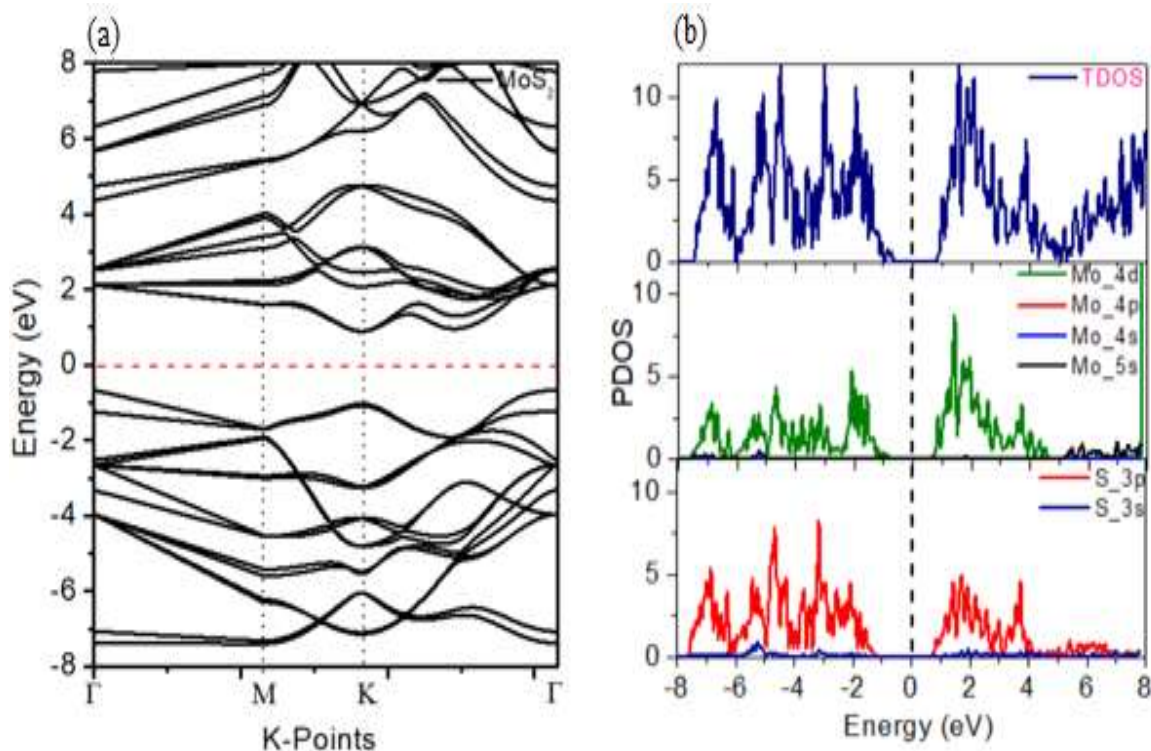 (a)
8
6
4
2
0
-2
-4
-6
-8
Energy (eV)
MoS₂
Γ
M
K
Γ
K-Points
(b)
10
5
0
TDOS
10
5
0
Mo_4d
Mo_4p
Mo_4s
Mo_5s
PDOS
10
5
0
S_3p
S_3s
-8 -6 -4 -2 0 2 4 6 8
Energy (eV)